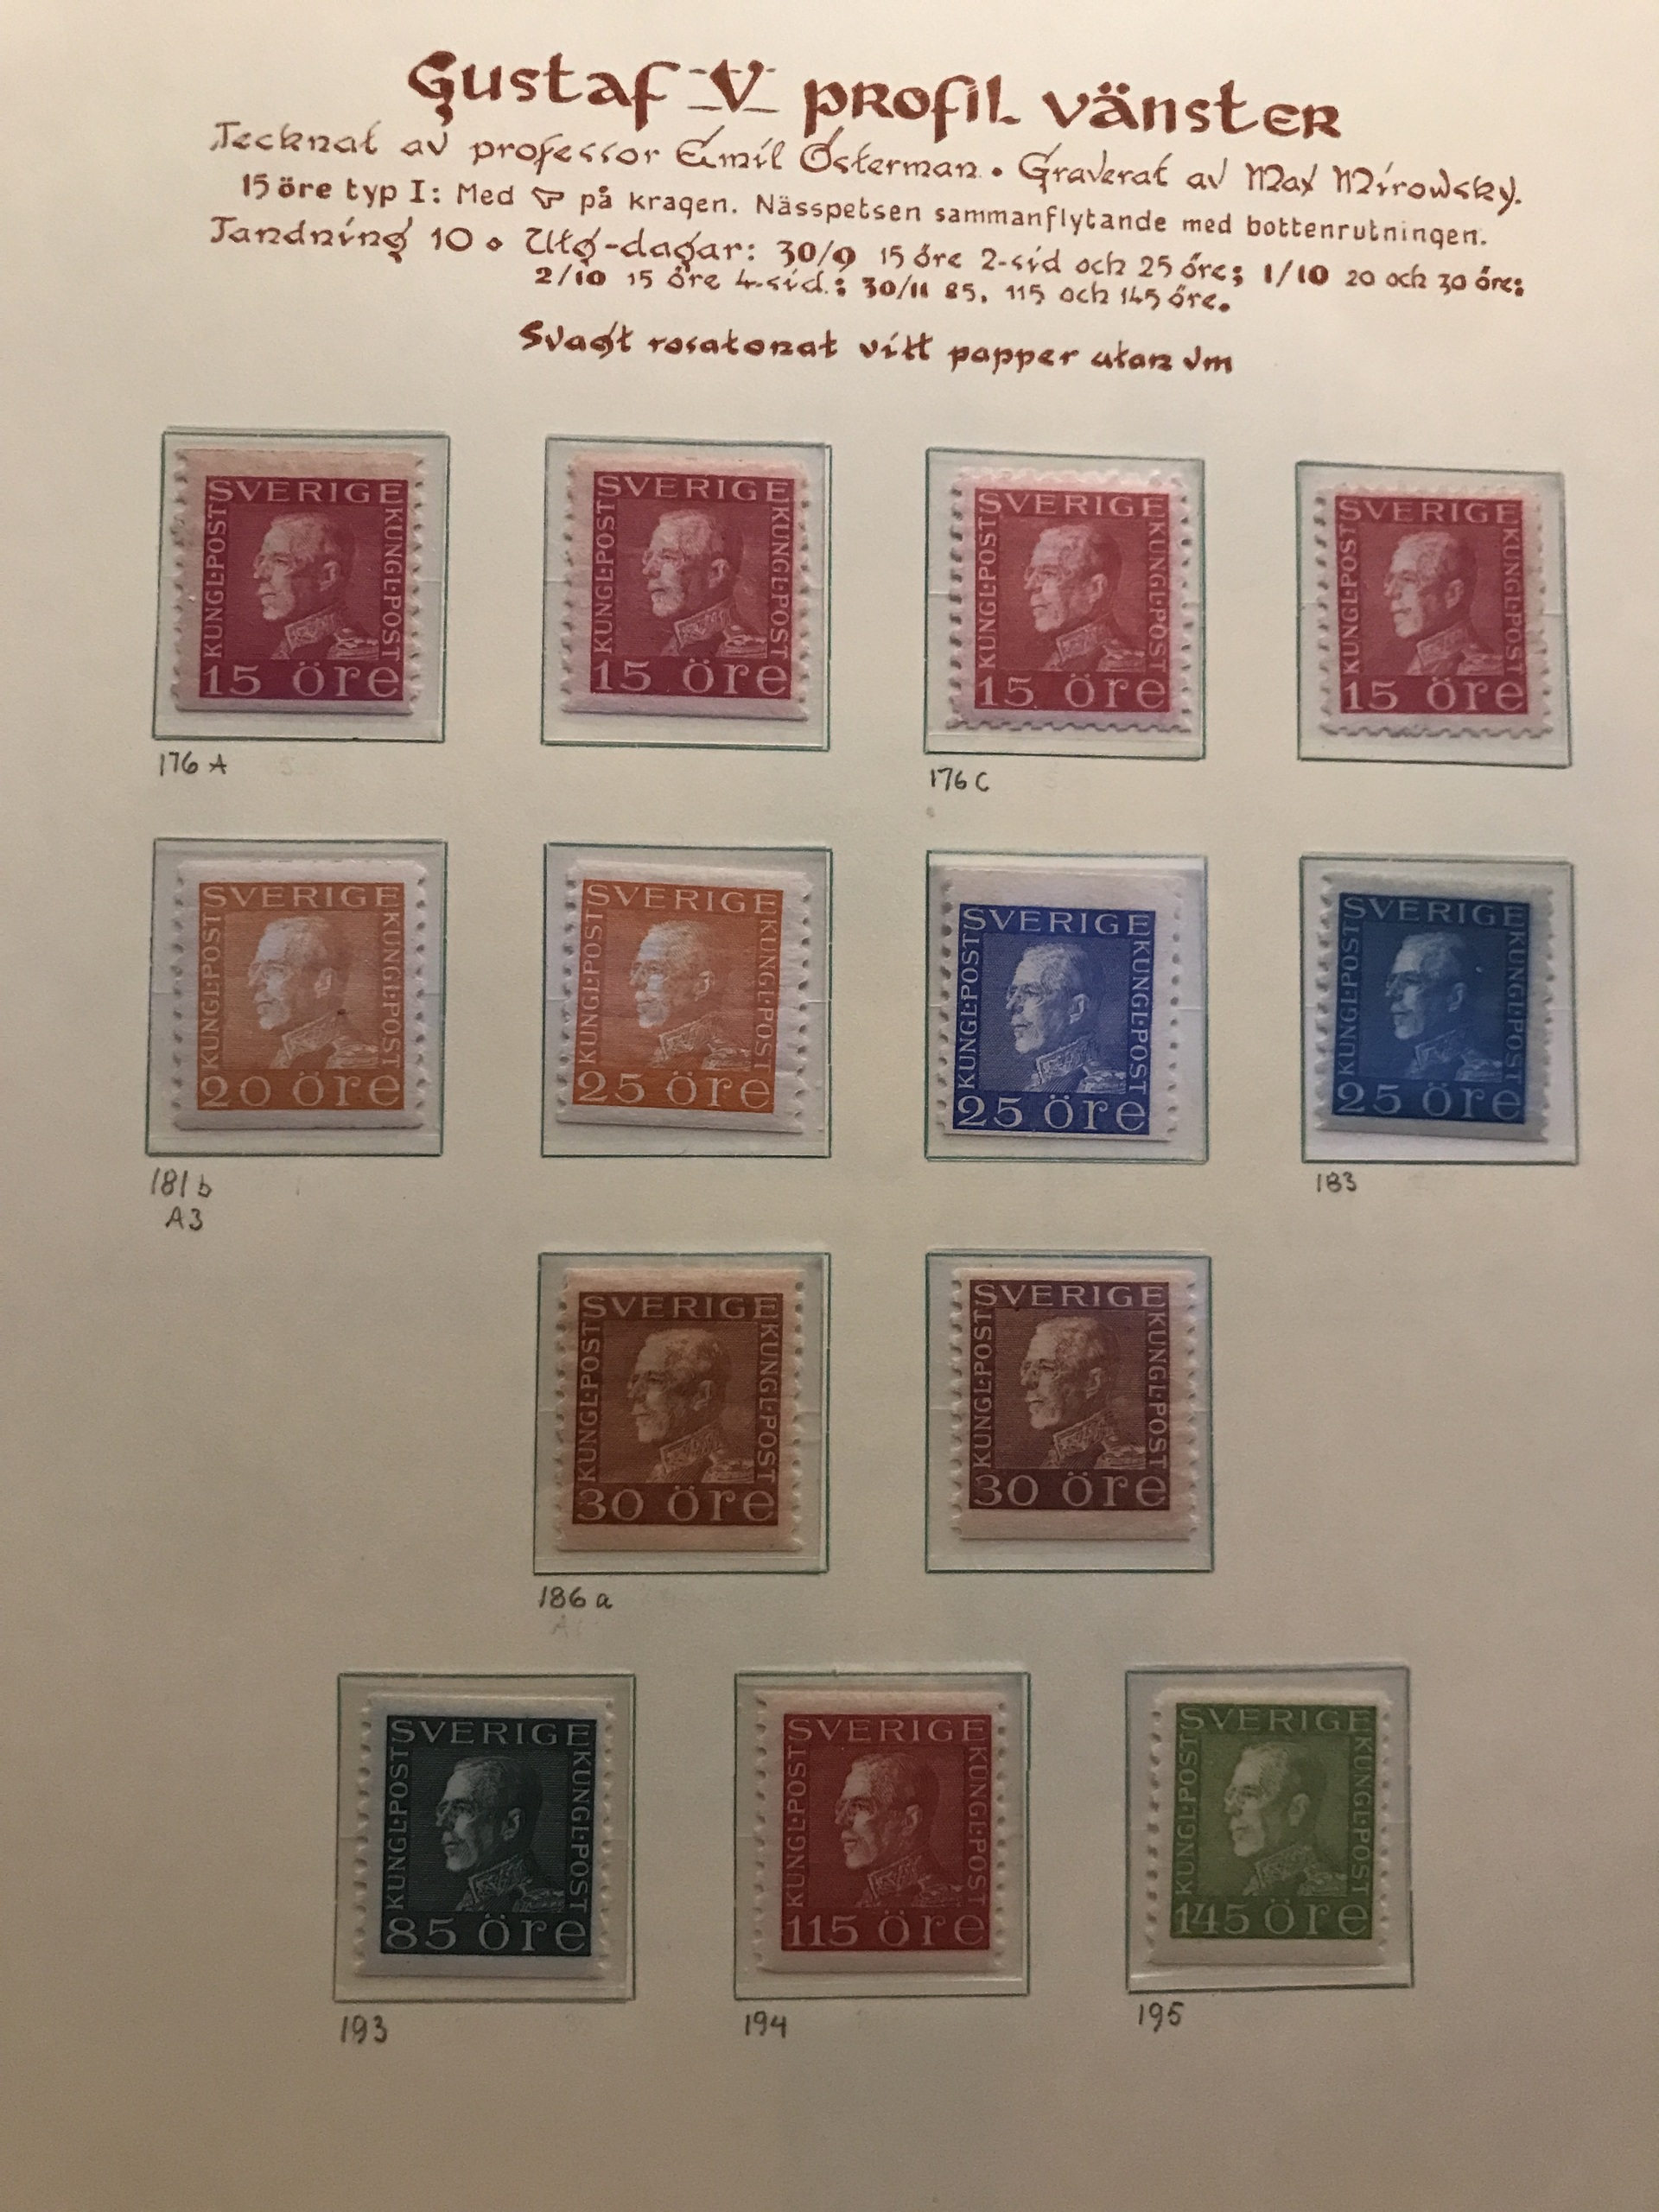 Gustaf V profil vänster
Tecknat av professor Emil Österman. Graverat av Max Mirowsky.
15 öre typ I: Med på kragen. Nässpetsen sammanflytande med bottenrutningen.
Tandning 10 • Utg-dagar: 30/9 15 öre 2-sid och 25 öre; 1/10 20 och 30 öre;
2/10 15 öre 4-sid.; 30/11 85, 115 och 145 öre.
Svagt rosatonat vitt papper utan vm
SVERIGE
KUNGL·POST
KUNGL·POST
15 öre
SVERIGE
KUNGL·POST
KUNGL·POST
15 öre
SVERIGE
KUNGL·POST
KUNGL·POST
15 öre
SVERIGE
KUNGL·POST
KUNGL·POST
15 öre
176 A
176 C
SVERIGE
KUNGL·POST
KUNGL·POST
20 öre
SVERIGE
KUNGL·POST
KUNGL·POST
25 öre
SVERIGE
KUNGL·POST
KUNGL·POST
25 öre
SVERIGE
KUNGL·POST
KUNGL·POST
25 öre
181 b
A3
183
SVERIGE
KUNGL·POST
KUNGL·POST
30 öre
SVERIGE
KUNGL·POST
KUNGL·POST
30 öre
186 a
SVERIGE
KUNGL·POST
KUNGL·POST
85 öre
SVERIGE
KUNGL·POST
KUNGL·POST
115 öre
SVERIGE
KUNGL·POST
KUNGL·POST
145 öre
193
194
195